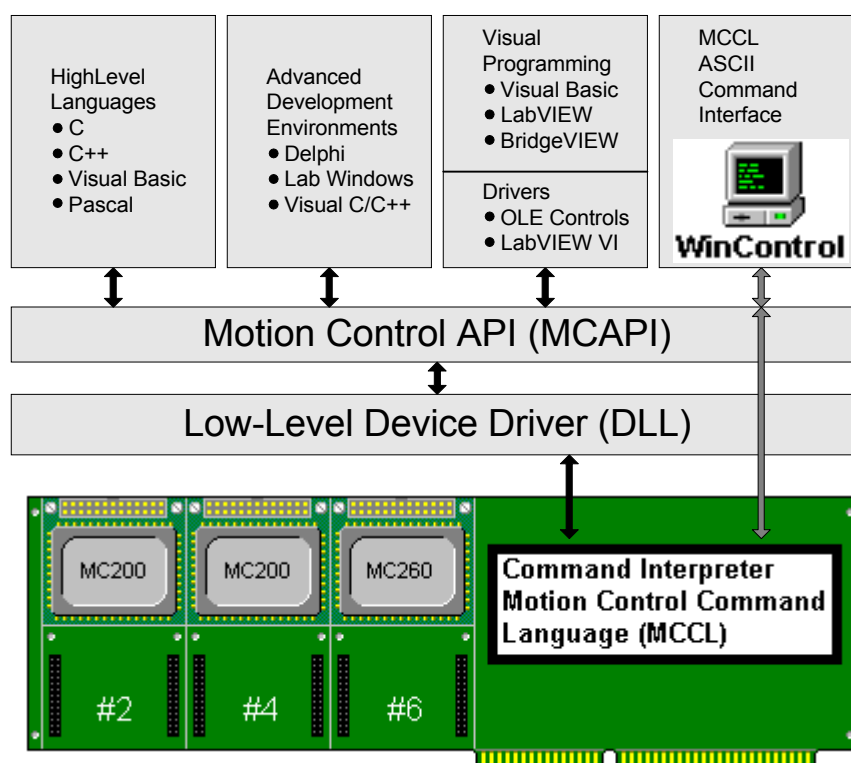 HighLevel
Languages
● C
● C++
● Visual Basic
● Pascal
Advanced
Development
Environments
● Delphi
● Lab Windows
● Visual C/C++
Visual
Programming
● Visual Basic
● LabVIEW
● BridgeVIEW
Drivers
● OLE Controls
● LabVIEW VI
MCCL
ASCII
Command
Interface
WinControl
Motion Control API (MCAPI)
Low-Level Device Driver (DLL)
MC200
MC200
MC260
Command Interpreter
Motion Control Command
Language (MCCL)
#2
#4
#6